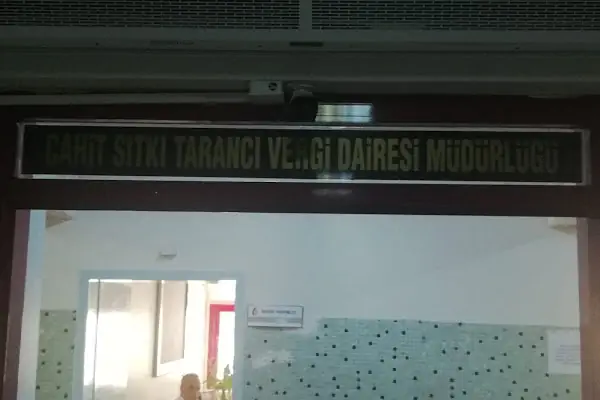 CAHİT SITKI TARANCI VERGİ DAİRESİ MÜDÜRLÜĞÜ